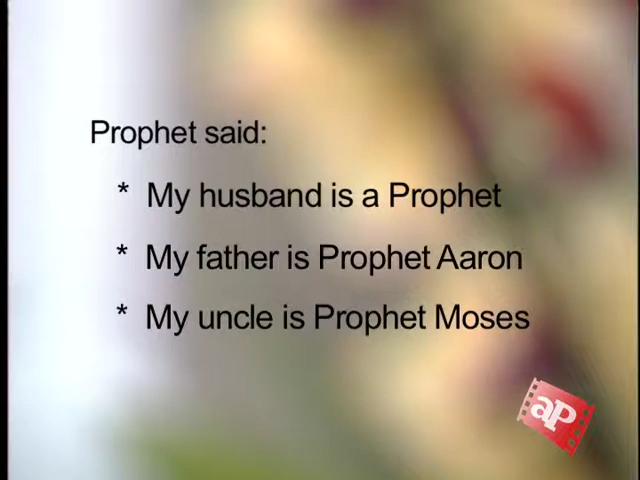 Prophet said:
* My husband is a Prophet
* My father is Prophet Aaron
* My uncle is Prophet Moses
aP